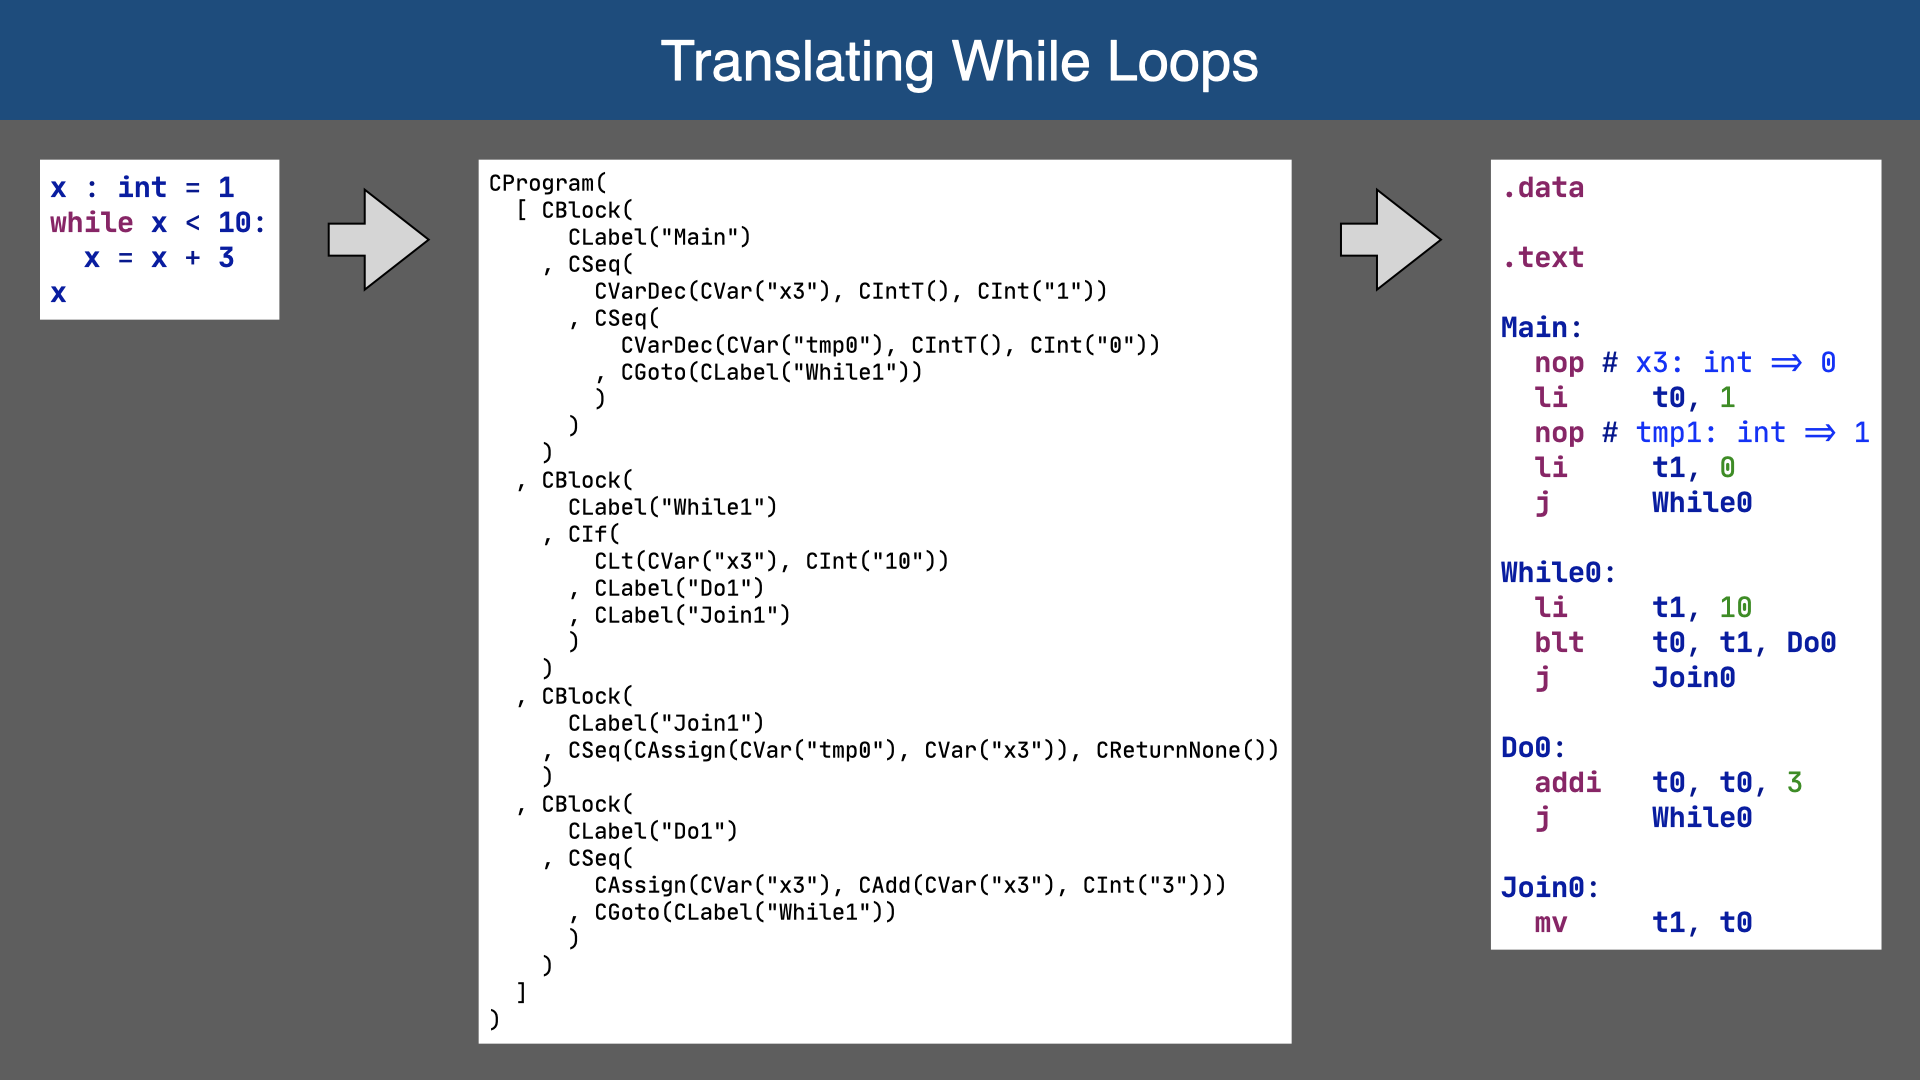 Translating While Loops
x : int = 1
while x < 10:
  x = x + 3
x
CProgram(
  [ CBlock(
      CLabel("Main")
    , CSeq(
        CVarDec(CVar("x3"), CIntT(), CInt("1"))
      , CSeq(
          CVarDec(CVar("tmp0"), CIntT(), CInt("0"))
        , CGoto(CLabel("While1"))
        )
      )
    )
  , CBlock(
      CLabel("While1")
    , CIf(
        CLt(CVar("x3"), CInt("10"))
      , CLabel("Do1")
      , CLabel("Join1")
      )
    )
  , CBlock(
      CLabel("Join1")
    , CSeq(CAssign(CVar("tmp0"), CVar("x3")), CReturnNone())
    )
  , CBlock(
      CLabel("Do1")
    , CSeq(
        CAssign(CVar("x3"), CAdd(CVar("x3"), CInt("3")))
      , CGoto(CLabel("While1"))
      )
    )
  ]
)
.data
.text
Main:
  nop # x3: int ⇒ 0
  li     t0, 1
  nop # tmp1: int ⇒ 1
  li     t1, 0
  j      While0
While0:
  li     t1, 10
  blt    t0, t1, Do0
  j      Join0
Do0:
  addi   t0, t0, 3
  j      While0
Join0:
  mv     t1, t0